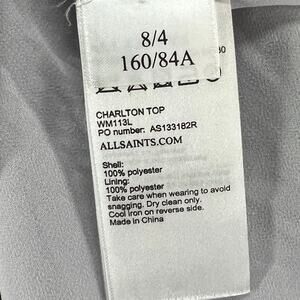 8/4
160/84A
CHARLTON TOP
WM113L
PO number: AS133182R
ALLSAINTS.COM
Shell:
100% polyester
Lining:
100% polyester
Take care when wearing to avoid
snagging. Dry clean only.
Cool iron on reverse side.
Made in China